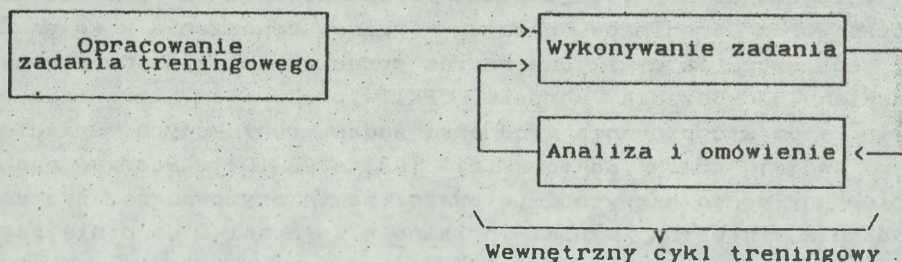 Opracowanie
zadania treningowego
Wykonywanie zadania
Analiza i omówienie
Wewnętrzny cykl treningowy